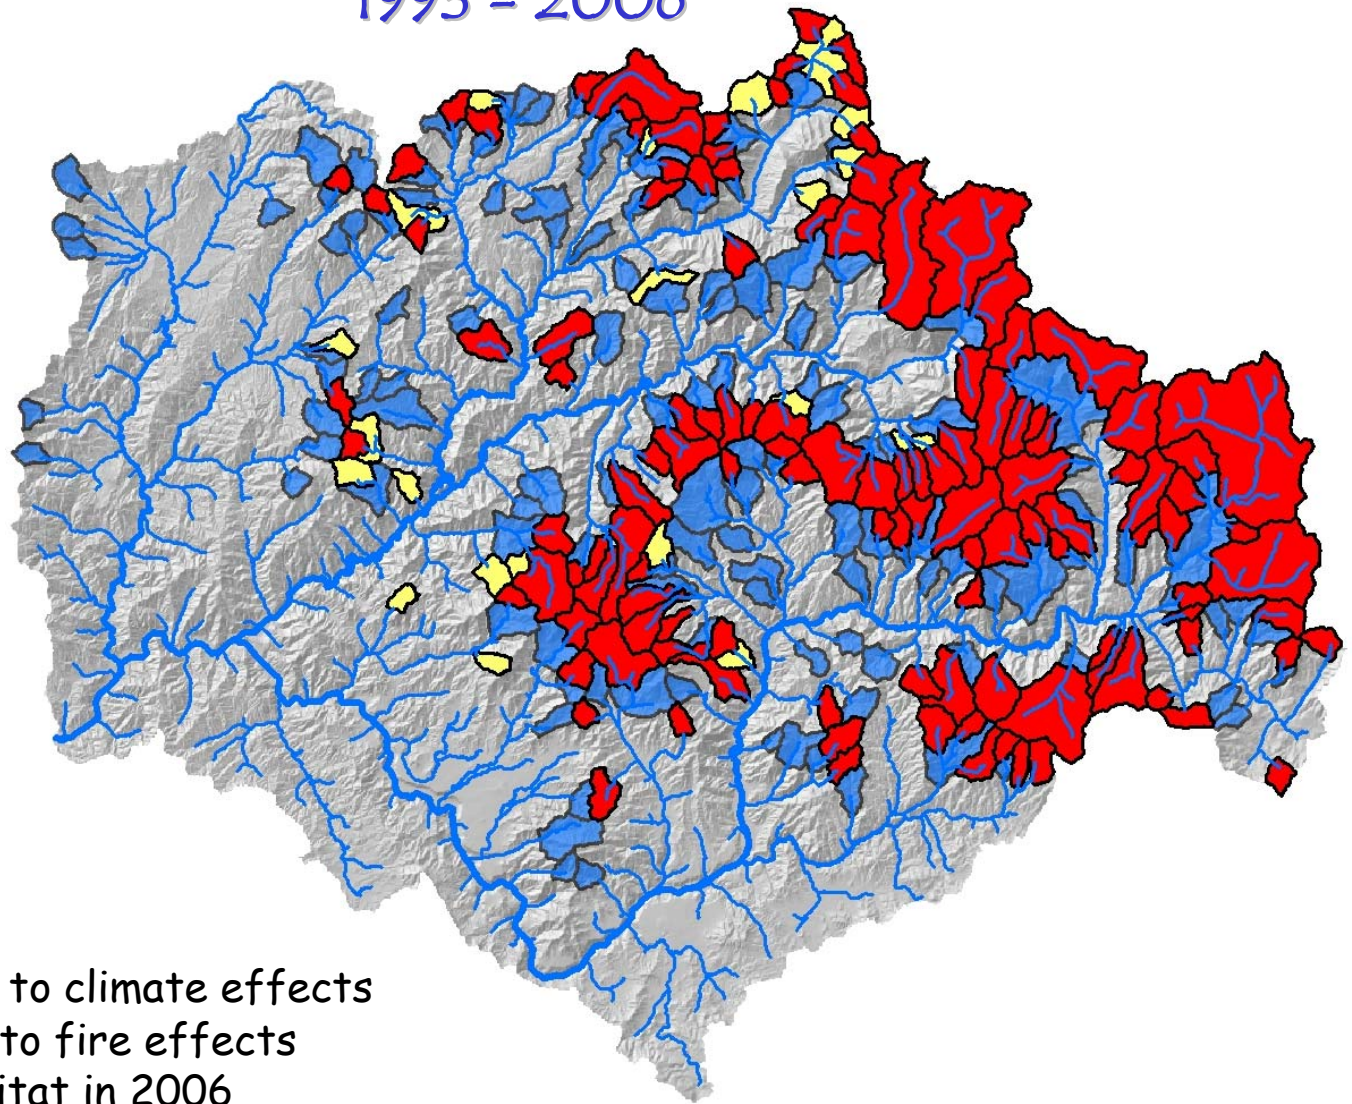 1993 - 2006
to climate effects
to fire effects
itat in 2006